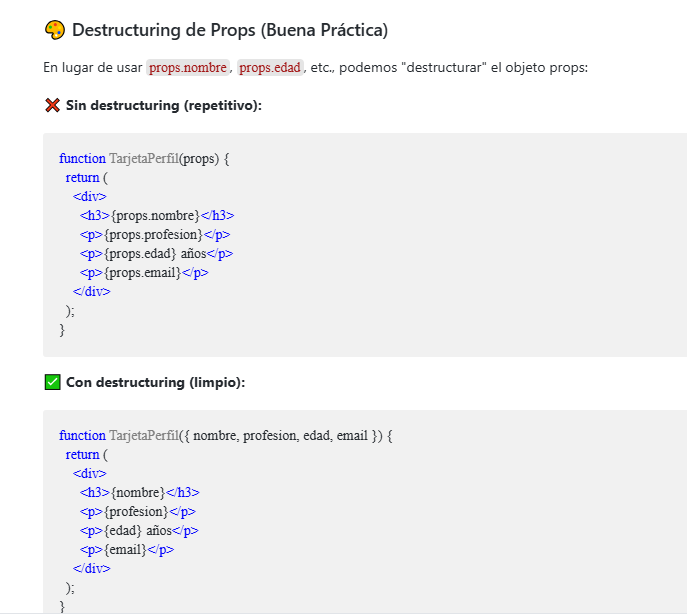 🎨 Destructuring de Props (Buena Práctica)
En lugar de usar props.nombre, props.edad, etc., podemos "destructurar" el objeto props:
❌ Sin destructuring (repetitivo):
function TarjetaPerfil(props) {
  return (
    <div>
      <h3>{props.nombre}</h3>
      <p>{props.profesion}</p>
      <p>{props.edad} años</p>
      <p>{props.email}</p>
    </div>
  );
}
✅ Con destructuring (limpio):
function TarjetaPerfil({ nombre, profesion, edad, email }) {
  return (
    <div>
      <h3>{nombre}</h3>
      <p>{profesion}</p>
      <p>{edad} años</p>
      <p>{email}</p>
    </div>
  );
}